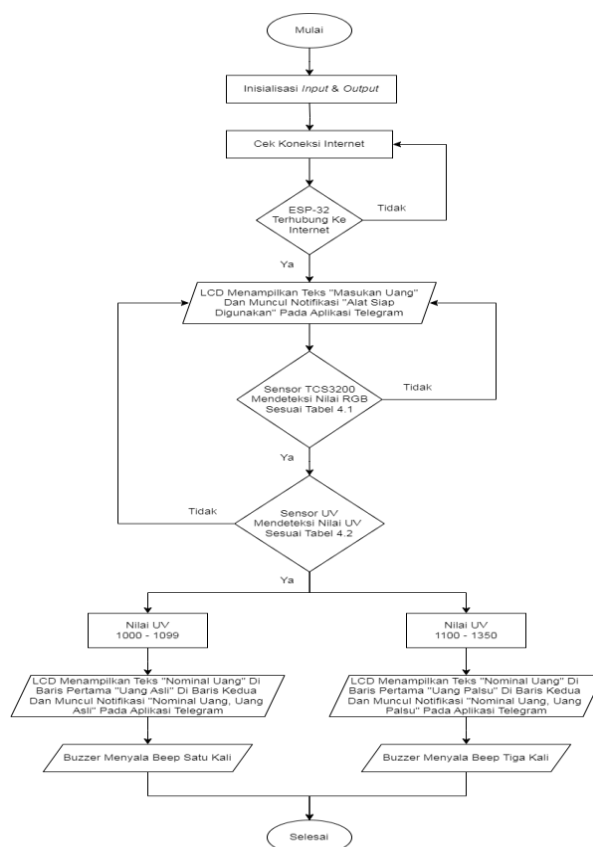 Mulai
Inisialisasi Input & Output
Cek Koneksi Internet
ESP-32
Terhubung Ke
Internet
Tidak
Ya
LCD Menampilkan Teks "Masukan Uang"
Dan Muncul Notifikasi "Alat Siap
Digunakan" Pada Aplikasi Telegram
Sensor TCS3200
Mendeteksi Nilai RGB
Sesuai Tabel 4.1
Tidak
Ya
Sensor UV
Mendeteksi Nilai UV
Sesuai Tabel 4.2
Tidak
Ya
Nilai UV
1000 - 1099
Nilai UV
1100 - 1350
LCD Menampilkan Teks "Nominal Uang" Di
Baris Pertama "Uang Asli" Di Baris Kedua
Dan Muncul Notifikasi "Nominal Uang, Uang
Asli" Pada Aplikasi Telegram
LCD Menampilkan Teks "Nominal Uang" Di
Baris Pertama "Uang Palsu" Di Baris Kedua
Dan Muncul Notifikasi "Nominal Uang, Uang
Palsu" Pada Aplikasi Telegram
Buzzer Menyala Beep Satu Kali
Buzzer Menyala Beep Tiga Kali
Selesai